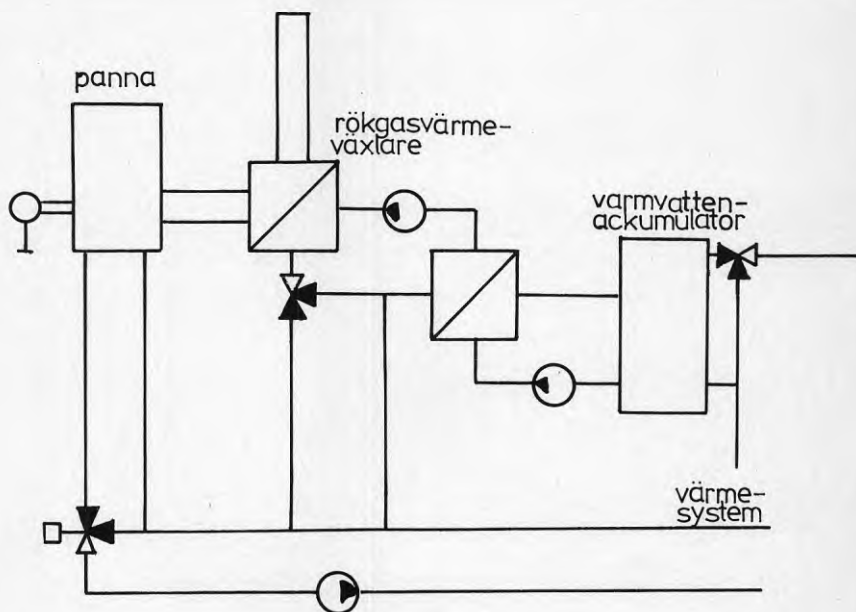 panna
rökgasvärme-
växlare
varmvatten-
ackumulator
värme-
system